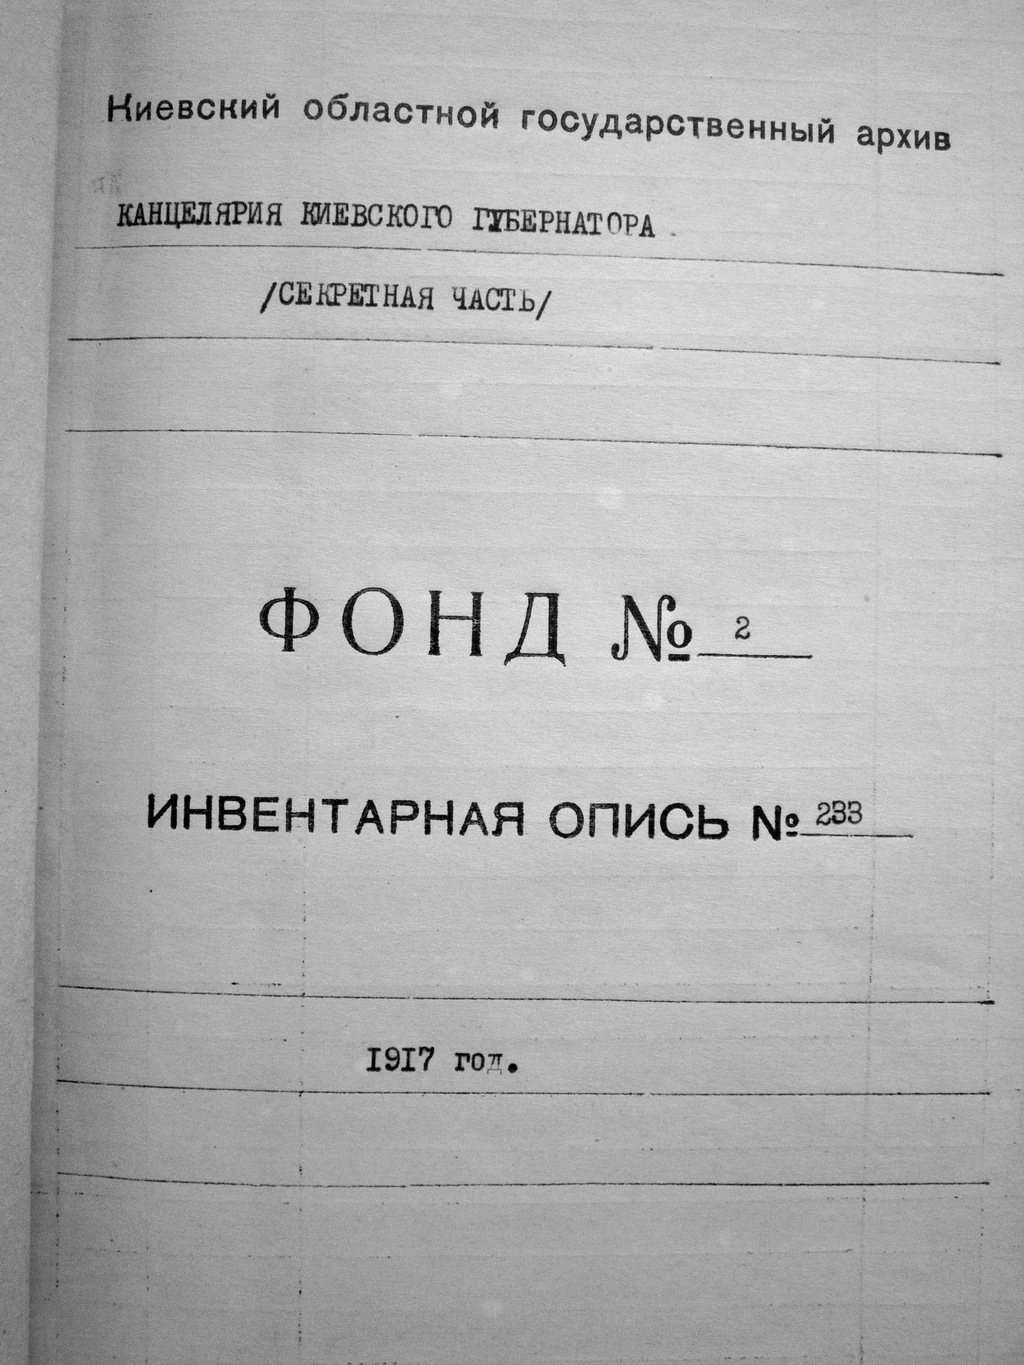 Киевский областной государственный архив
КАНЦЕЛЯРИЯ КИЕВСКОГО ГУБЕРНАТОРА.
/СЕКРЕТНАЯ ЧАСТЬ/
ФОНД № 2
ИНВЕНТАРНАЯ ОПИСЬ № 233
1917 год.